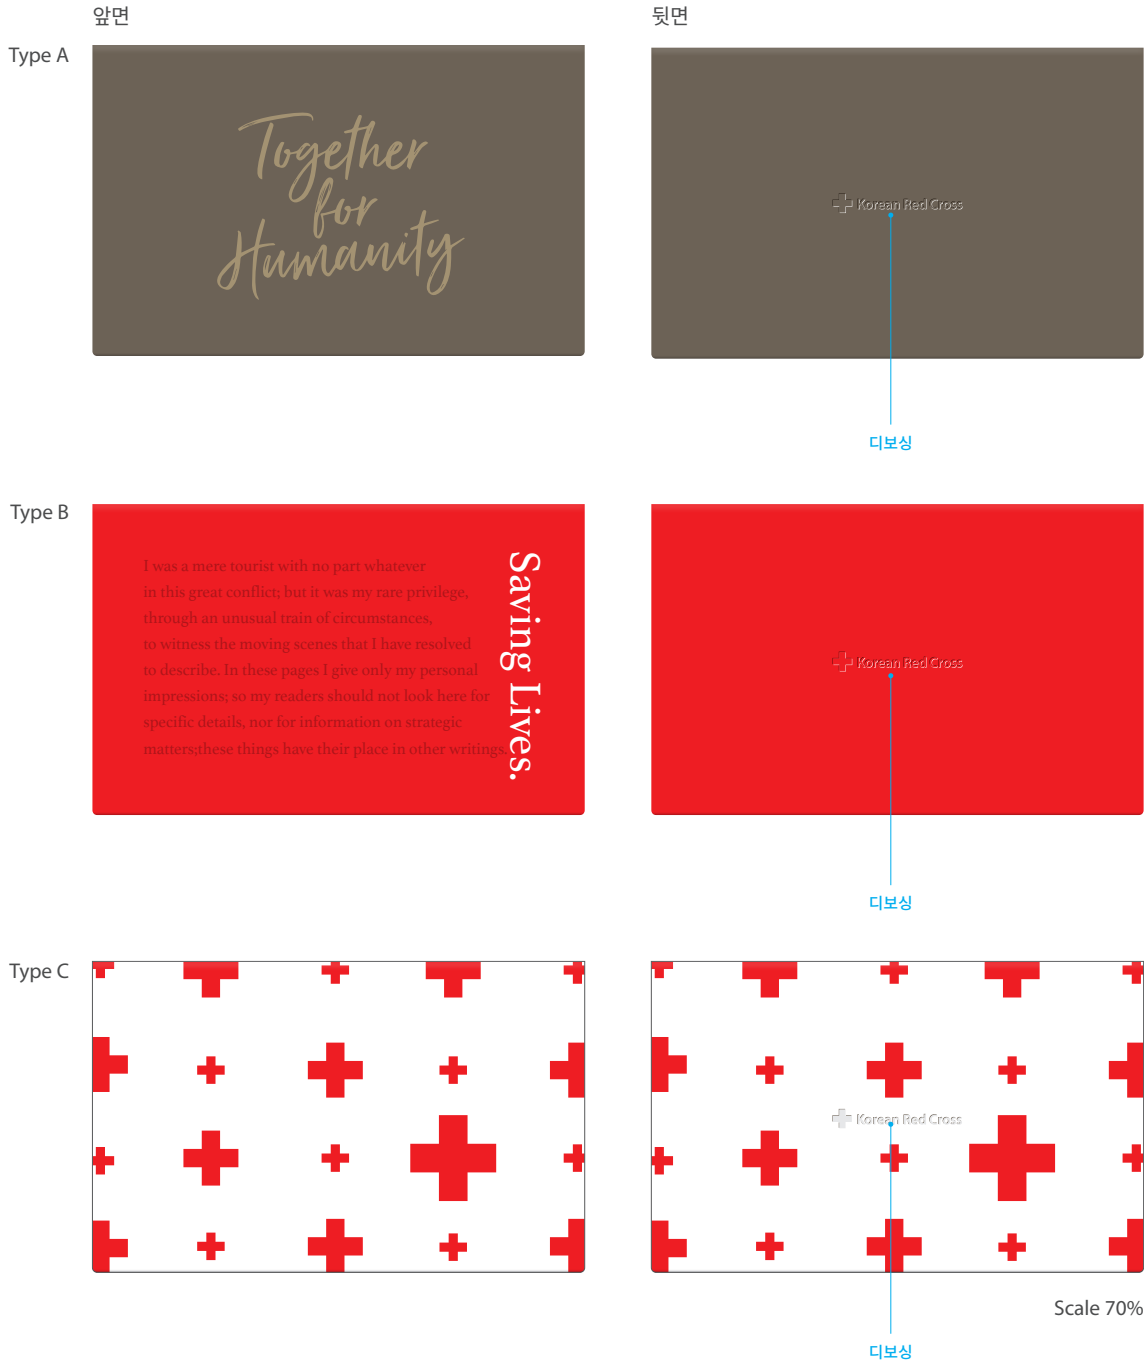 앞면
뒷면
Type A
Together
for
Humanity
Korean Red Cross
디보싱
Type B
I was a mere tourist with no part whatever
in this great conflict; but it was my rare privilege,
through an unusual train of circumstances,
to witness the moving scenes that I have resolved
to describe. In these pages I give only my personal
impressions; so my readers should not look here for
specific details, nor for information on strategic
matters;these things have their place in other writings.
Saving Lives.
Korean Red Cross
디보싱
Type C
Korean Red Cross
Scale 70%
디보싱